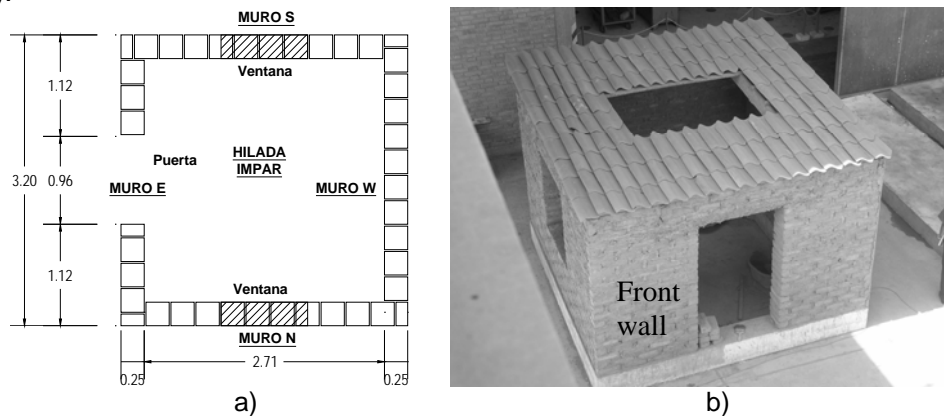 MURO S
Ventana
1.12
Puerta
HILADA
IMPAR
3.20
0.96
MURO E
MURO W
1.12
Ventana
MURO N
2.71
0.25
0.25
a)
Front
wall
b)